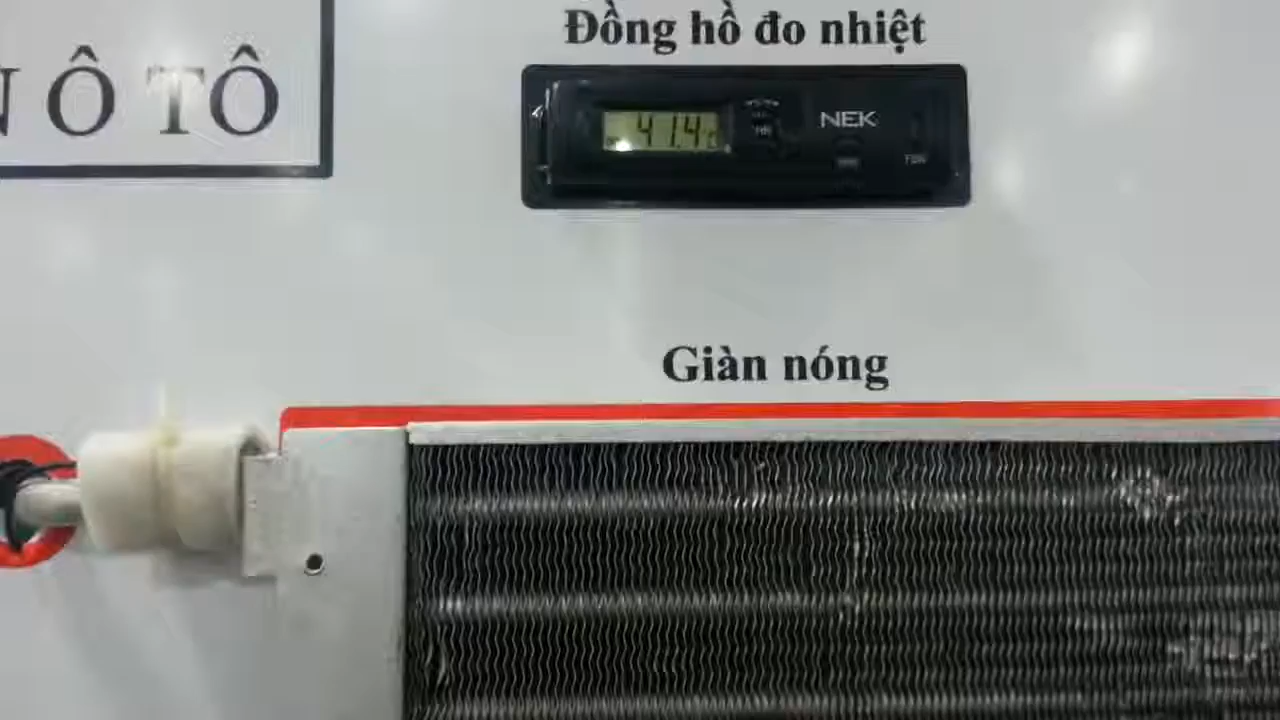 Đồng hồ đo nhiệt
N Ô TÔ
41.4°C
NEK
Giàn nóng